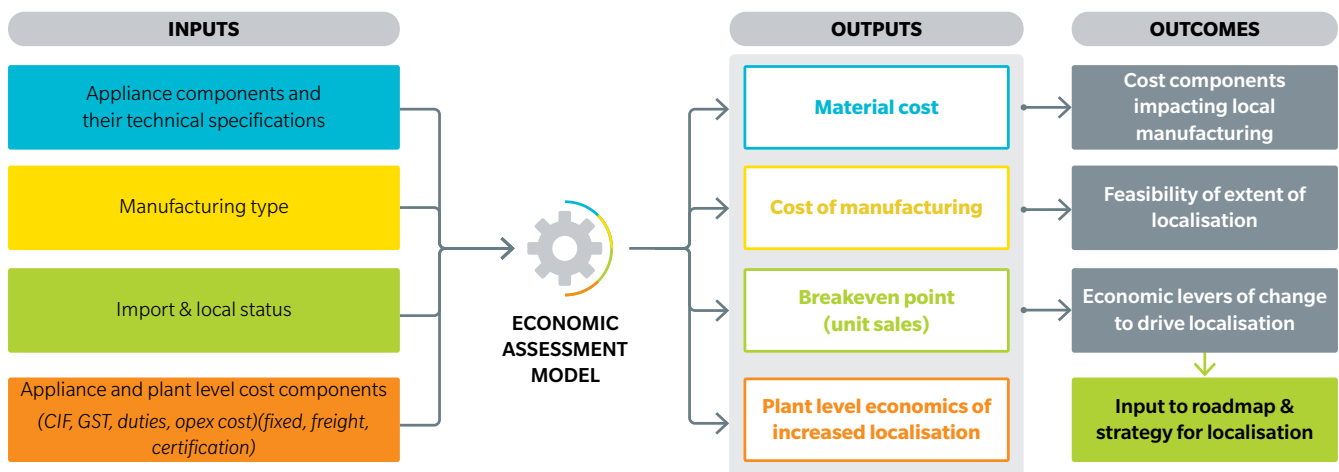 INPUTS
Appliance components and
their technical specifications
Manufacturing type
Import & local status
Appliance and plant level cost components
(CIF, GST, duties, opex cost)(fixed, freight,
certification)
ECONOMIC
ASSESSMENT
MODEL
OUTPUTS
Material cost
Cost of manufacturing
Breakeven point
(unit sales)
Plant level economics of
increased localisation
OUTCOMES
Cost components
impacting local
manufacturing
Feasibility of extent of
localisation
Economic levers of change
to drive localisation
Input to roadmap &
strategy for localisation